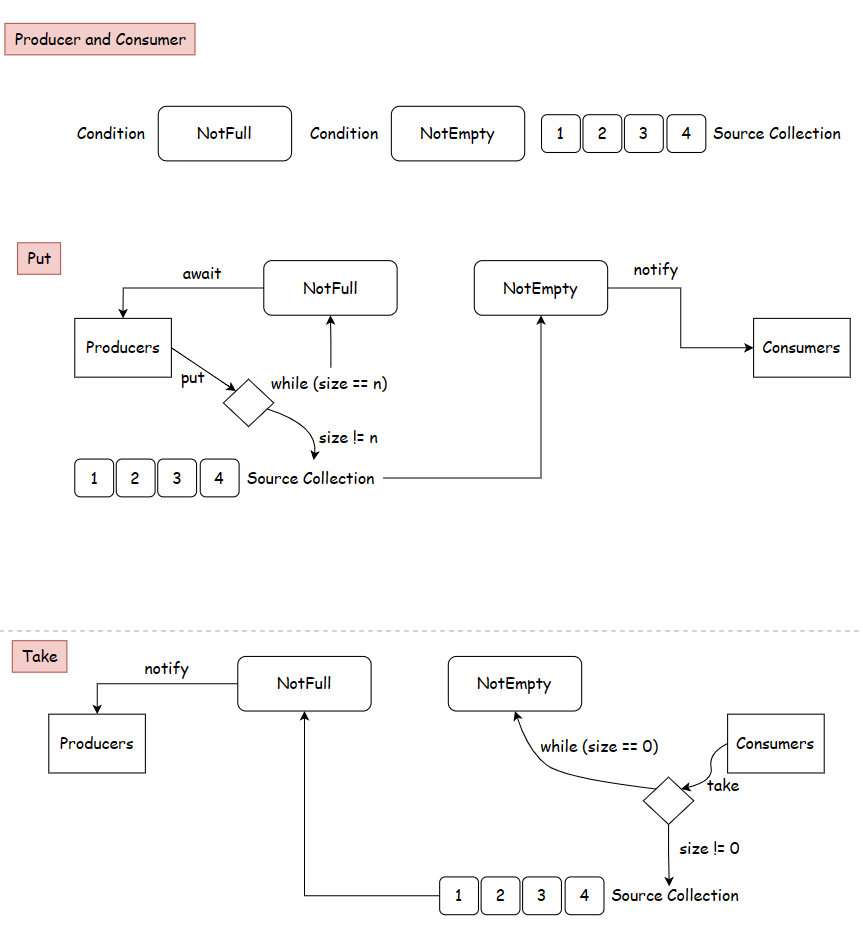 Producer and Consumer
Condition NotFull Condition NotEmpty 1 2 3 4 Source Collection
Put
await NotFull NotEmpty notify
Producers Consumers
put while (size == n)
size != n
1 2 3 4 Source Collection
Take
notify NotFull NotEmpty
Producers while (size == 0) Consumers
take
size != 0
1 2 3 4 Source Collection